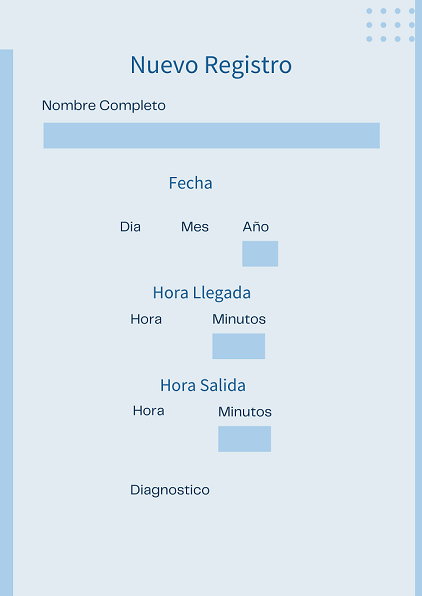 Nuevo Registro
Nombre Completo
Fecha
Dia Mes Año
Hora Llegada
Hora Minutos
Hora Salida
Hora Minutos
Diagnostico